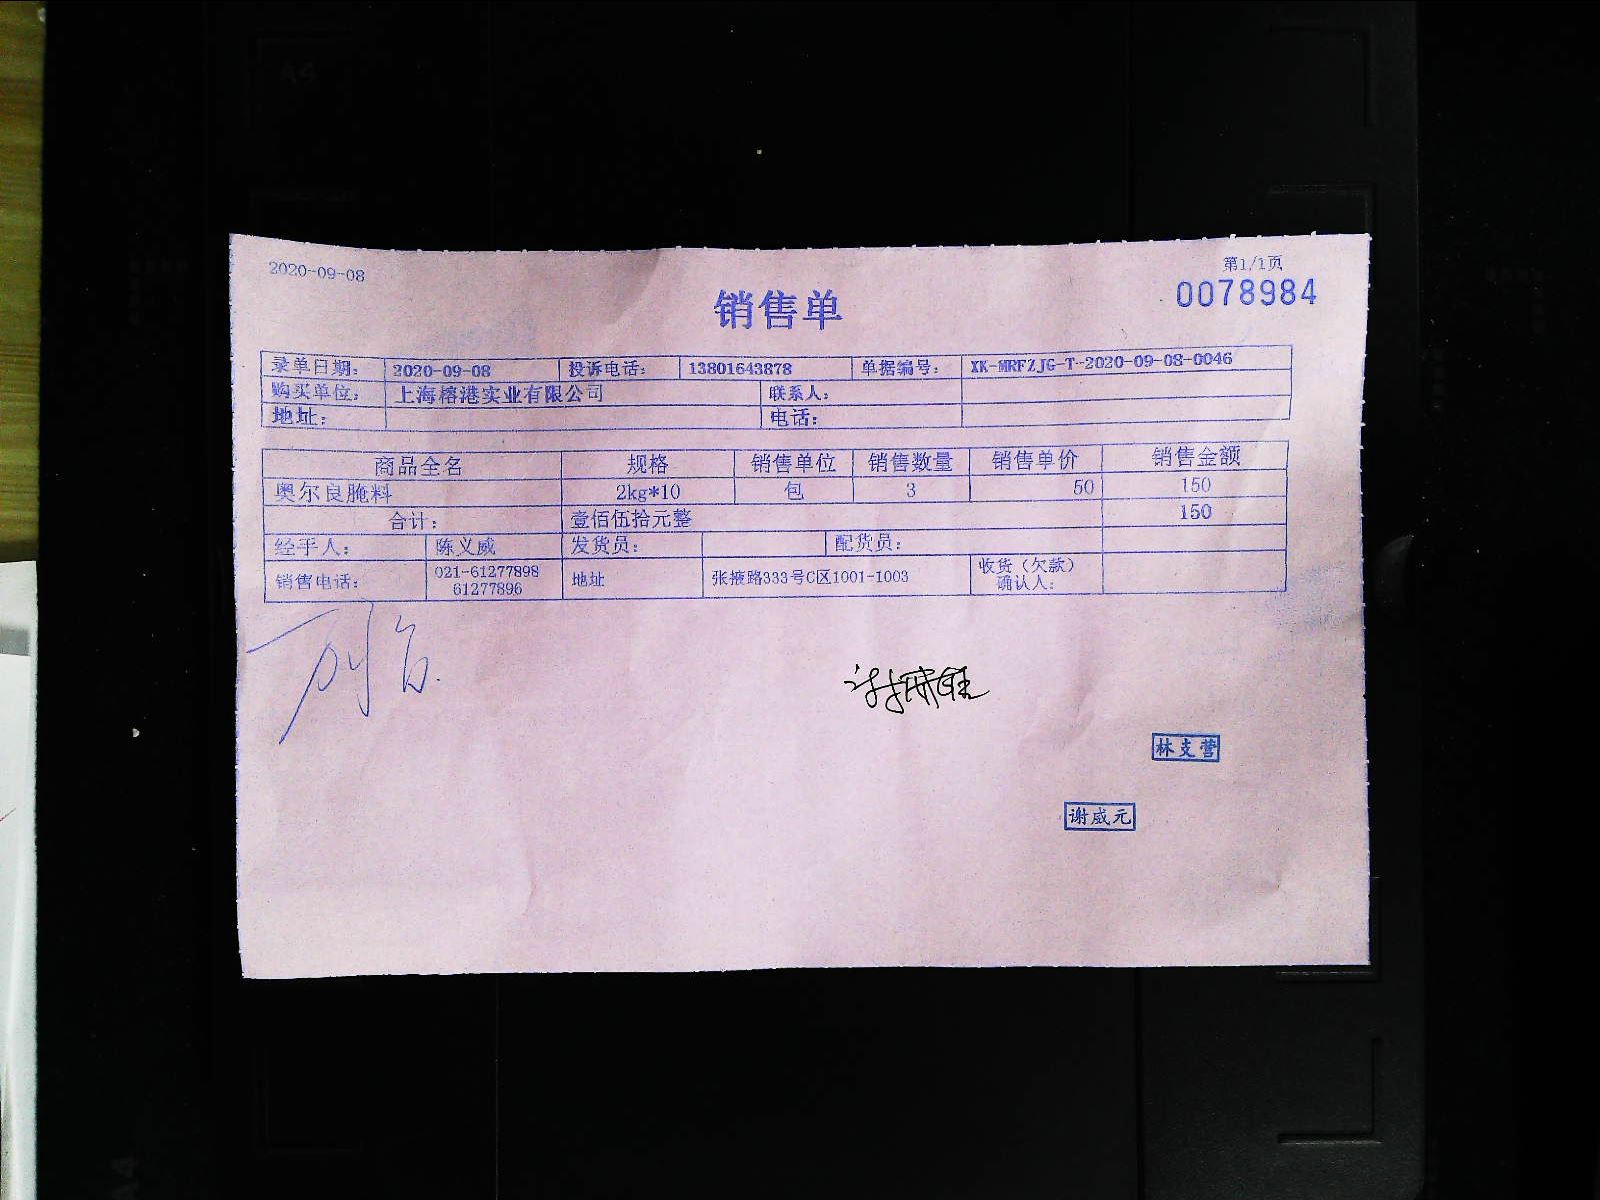 2020-09-08
第1/1页
0078984
销售单
录单日期: 2020-09-08 投诉电话: 13801643878 单据编号: XK-MRFZJG-T-2020-09-08-0046
购买单位: 上海榕港实业有限公司 联系人:
地址: 电话:
商品全名 规格 销售单位 销售数量 销售单价 销售金额
奥尔良腌料 2kg*10 包 3 50 150
合计: 壹佰伍拾元整 150
经手人: 陈义威 发货员: 配货员:
销售电话: 021-61277898 61277896 地址 张掖路333号C区1001-1003 收货（欠款）确认人:
林支营
谢威元